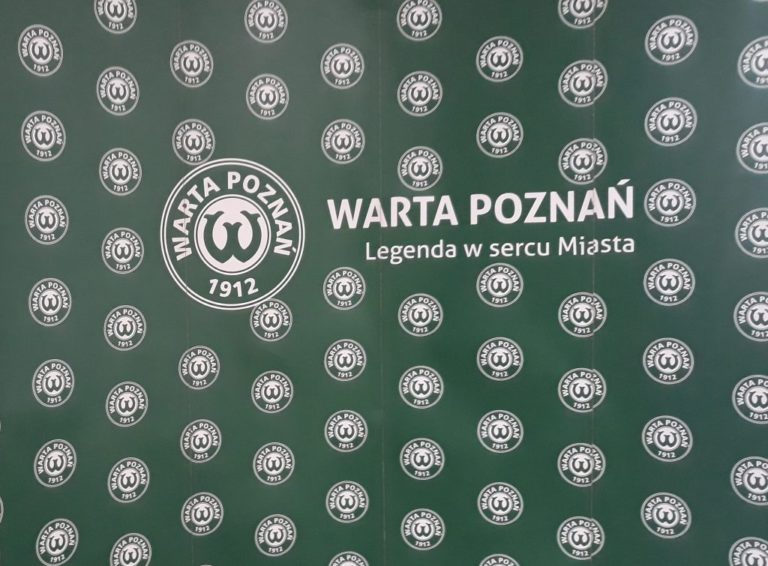 WARTA POZNAŃ
1912
WARTA POZNAŃ
Legenda w sercu Miasta